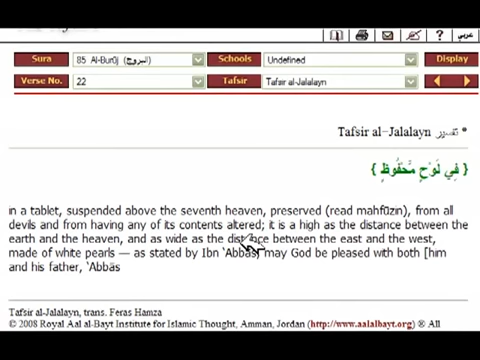 عربي
Sura 85 Al-Burūj (البروج) Schools Undefined Display
Verse No. 22 Tafsir Tafsir al-Jalalayn
* تفسير Tafsir al-Jalalayn
{ فِي لَوْحٍ مَّحْفُوظٍ }
in a tablet, suspended above the seventh heaven, preserved (read mahfūzin), from all
devils and from having any of its contents altered; it is a high as the distance between the
earth and the heaven, and as wide as the distance between the east and the west,
made of white pearls — as stated by Ibn ‘Abbās, may God be pleased with both [him
and his father, ‘Abbās
Tafsir al-Jalalayn, trans. Feras Hamza
© 2008 Royal Aal al-Bayt Institute for Islamic Thought, Amman, Jordan (http://www.aalalbayt.org) ® All